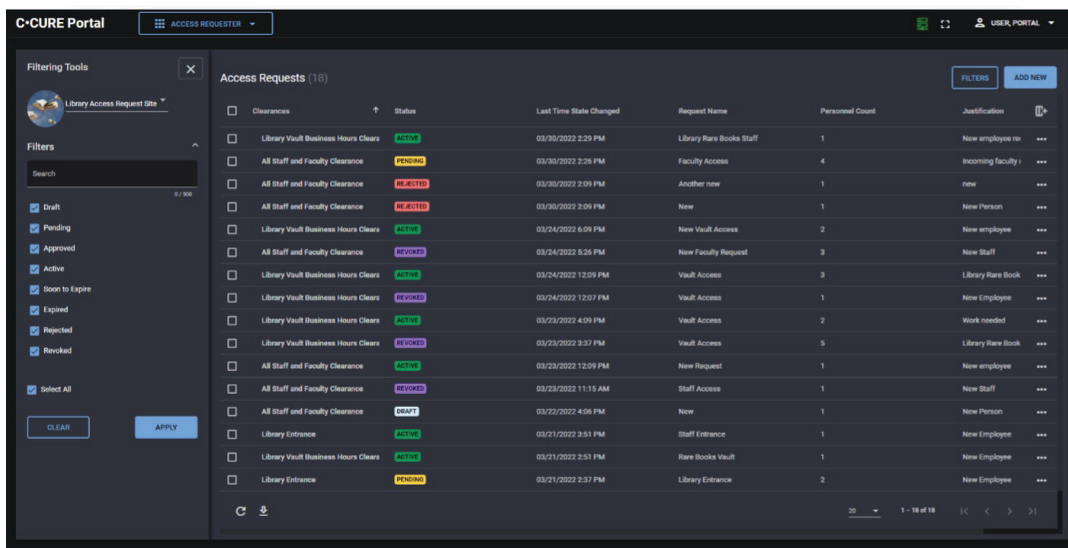 C•CURE Portal
ACCESS REQUESTER
USER, PORTAL
Filtering Tools
Library Access Request Site
Filters
Search
0 / 500
Draft
Pending
Approved
Active
Soon to Expire
Expired
Rejected
Revoked
Select All
CLEAR APPLY
Access Requests (18)
FILTERS ADD NEW
Clearances Status Last Time State Changed Request Name Personnel Count Justification
Library Vault Business Hours Cleara ACTIVE 03/30/2022 2:29 PM Library Rare Books Staff 1 New employee re
All Staff and Faculty Clearance PENDING 03/30/2022 2:26 PM Faculty Access 4 Incoming faculty
All Staff and Faculty Clearance REJECTED 03/30/2022 2:09 PM Another new 1 new
All Staff and Faculty Clearance REJECTED 03/30/2022 2:09 PM New 1 New Person
Library Vault Business Hours Cleara ACTIVE 03/24/2022 6:09 PM New Vault Access 2 New employee
All Staff and Faculty Clearance REVOKED 03/24/2022 5:26 PM New Faculty Request 3 New Staff
Library Vault Business Hours Cleara ACTIVE 03/24/2022 12:09 PM Vault Access 3 Library Rare Book
Library Vault Business Hours Cleara REVOKED 03/24/2022 12:07 PM Vault Access 1 New Employee
Library Vault Business Hours Cleara ACTIVE 03/23/2022 4:09 PM Vault Access 2 Work needed
Library Vault Business Hours Cleara REVOKED 03/23/2022 3:37 PM Vault Access 5 Library Rare Book
All Staff and Faculty Clearance ACTIVE 03/23/2022 12:09 PM New Request 1 New employee
All Staff and Faculty Clearance REVOKED 03/23/2022 11:15 AM Staff Access 1 New Staff
All Staff and Faculty Clearance DRAFT 03/22/2022 4:06 PM New 1 New Person
Library Entrance ACTIVE 03/21/2022 3:51 PM Staff Entrance 1 New Employee
Library Vault Business Hours Cleara ACTIVE 03/21/2022 2:51 PM Rare Books Vault 1 New Employee
Library Entrance PENDING 03/21/2022 2:37 PM Library Entrance 2 New Employee
20 1 – 18 of 18